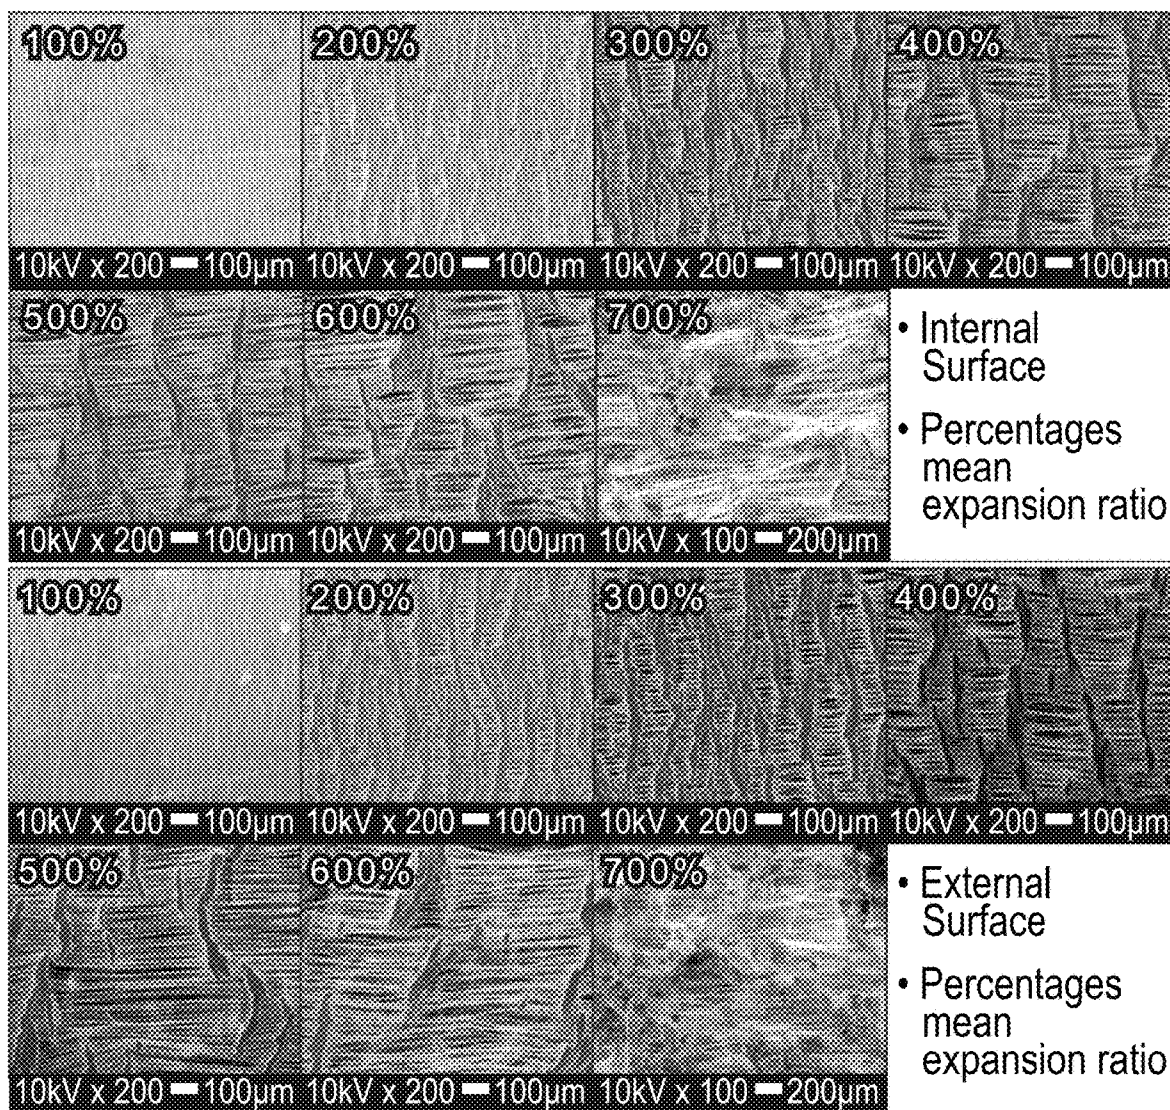 100% 200% 300% 400%
10kV x 200 100µm 10kV x 200 100µm 10kV x 200 100µm 10kV x 200 100µm
500% 600% 700%
• Internal
Surface
• Percentages
mean
expansion ratio
10kV x 200 100µm 10kV x 200 100µm 10kV x 100 200µm
100% 200% 300% 400%
10kV x 200 100µm 10kV x 200 100µm 10kV x 200 100µm 10kV x 200 100µm
500% 600% 700%
• External
Surface
• Percentages
mean
expansion ratio
10kV x 200 100µm 10kV x 200 100µm 10kV x 100 200µm